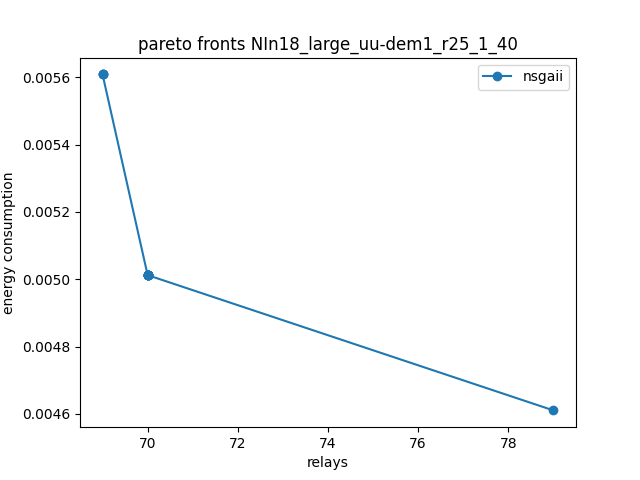 pareto fronts NIn18_large_uu-dem1_r25_1_40
nsgaii
energy consumption
0.0056
0.0054
0.0052
0.0050
0.0048
0.0046
70 72 74 76 78
relays